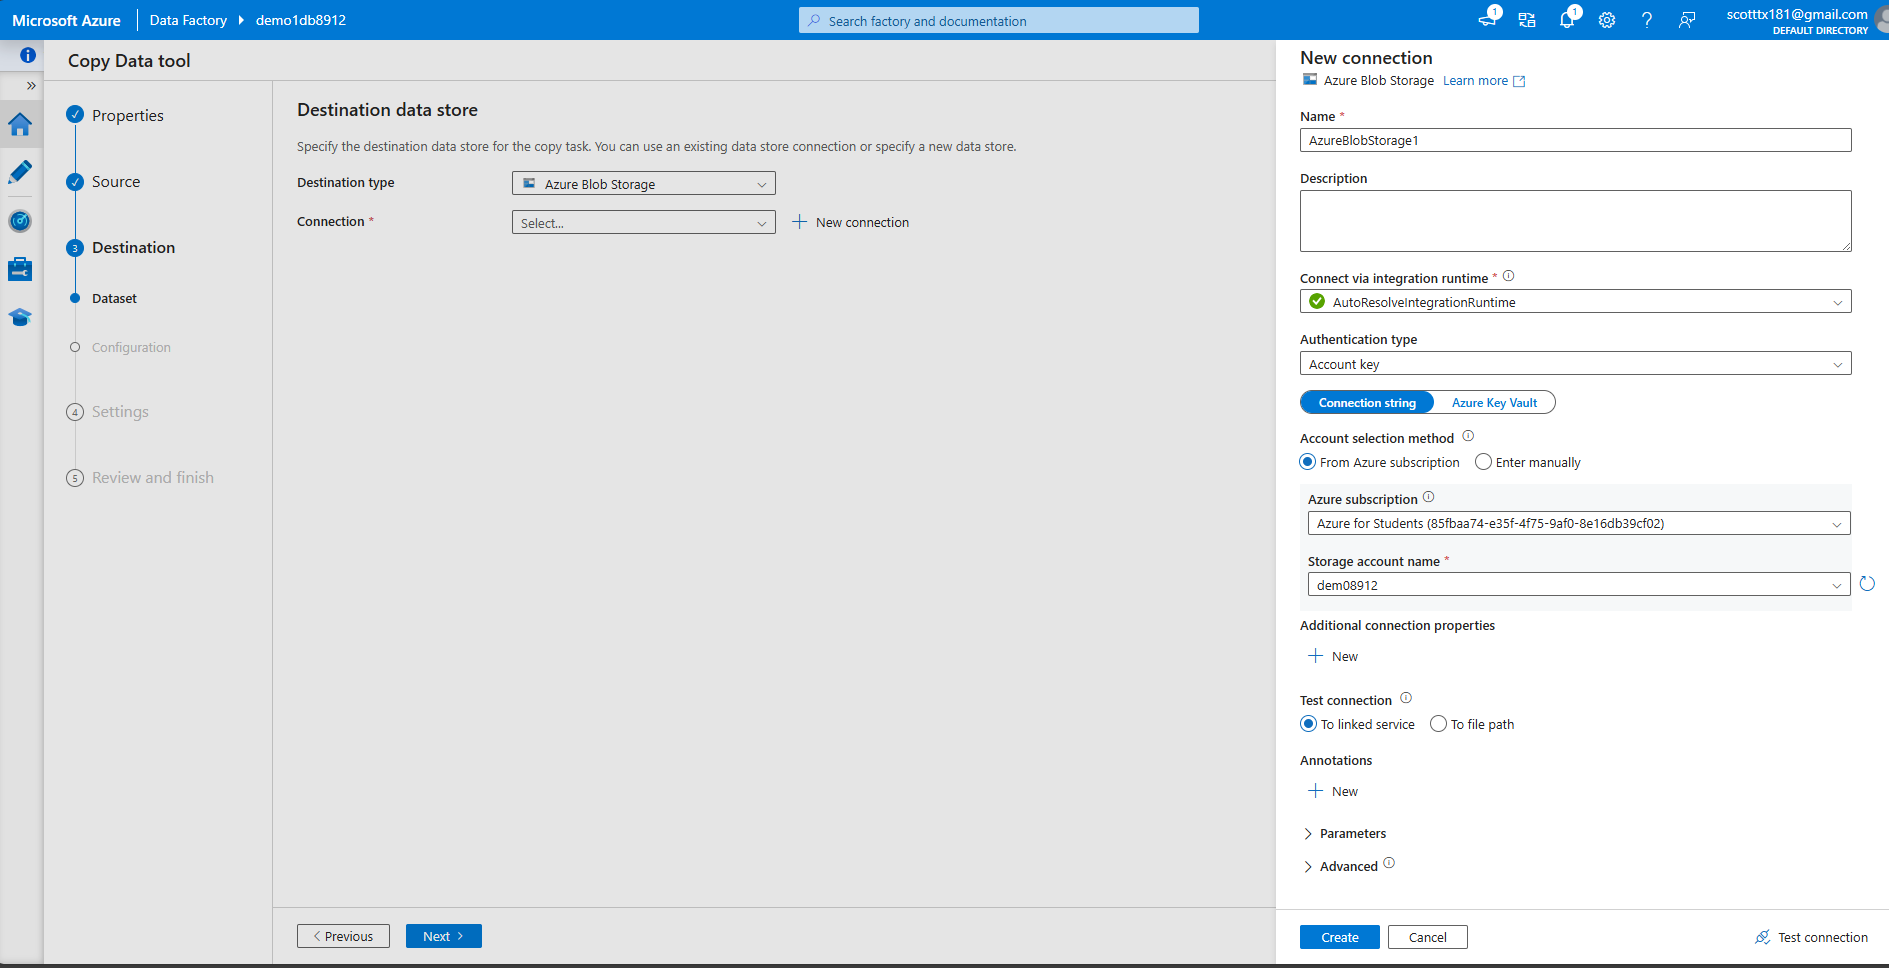 Microsoft Azure
Data Factory
demo1db8912
Search factory and documentation
1
1
scotttx181@gmail.com
DEFAULT DIRECTORY
Copy Data tool
Properties
Source
3 Destination
Dataset
Configuration
4 Settings
5 Review and finish
Destination data store
Specify the destination data store for the copy task. You can use an existing data store connection or specify a new data store.
Destination type
Azure Blob Storage
Connection *
Select...
New connection
Previous
Next
New connection
Azure Blob Storage Learn more
Name *
AzureBlobStorage1
Description
Connect via integration runtime *
AutoResolveIntegrationRuntime
Authentication type
Account key
Connection string
Azure Key Vault
Account selection method
From Azure subscription
Enter manually
Azure subscription
Azure for Students (85fbaa74-e35f-4f75-9af0-8e16db39cf02)
Storage account name *
dem08912
Additional connection properties
New
Test connection
To linked service
To file path
Annotations
New
Parameters
Advanced
Create
Cancel
Test connection